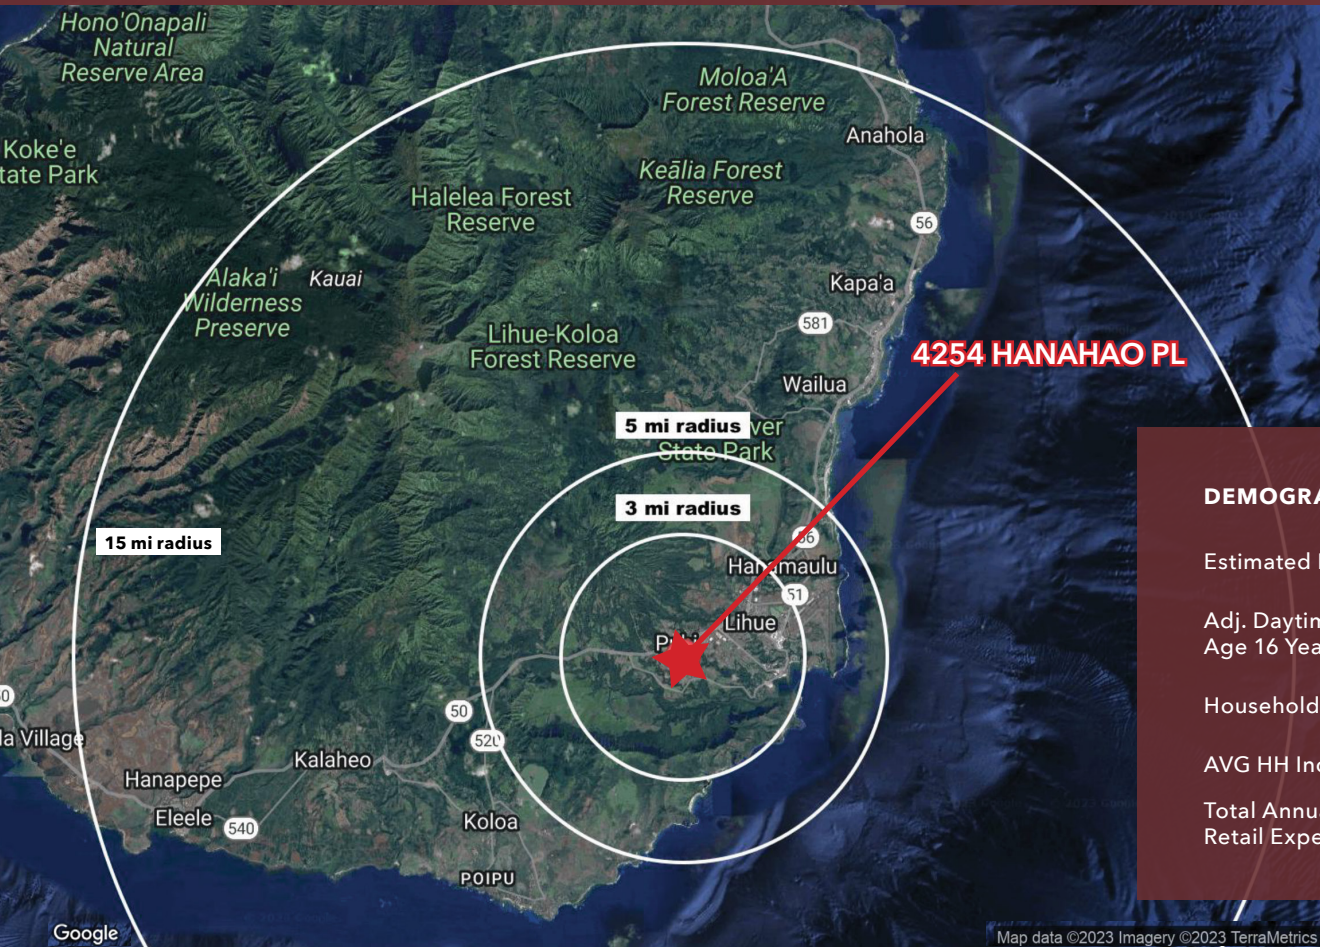 Hono'Onapali
Natural
Reserve Area
Moloa'A
Forest Reserve
Anahola
Koke'e
tate Park
Keālia Forest
Reserve
Halelea Forest
Reserve
56
Alaka'i
Wilderness
Preserve
Kauai
Kapa'a
581
Lihue-Koloa
Forest Reserve
4254 HANAHAO PL
Wailua
5 mi radius
ver
State Park
3 mi radius
15 mi radius
56
Hanamaulu
51
Lihue
50
520
0
la Village
Kalaheo
Hanapepe
Eleele
540
Koloa
POIPU
DEMOGRA
Estimated
Adj. Daytim
Age 16 Yea
Household
AVG HH Inc
Total Annua
Retail Expe
Google
Map data ©2023 Imagery ©2023 TerraMetrics